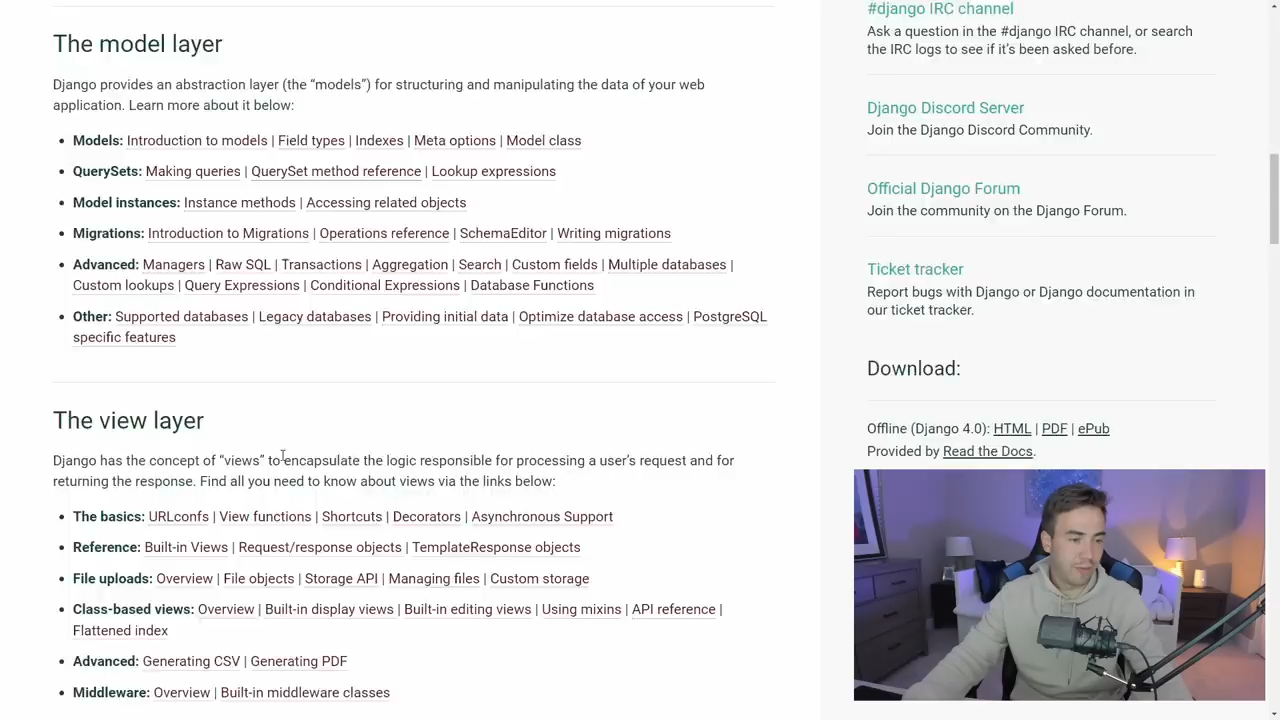 The model layer
Django provides an abstraction layer (the “models”) for structuring and manipulating the data of your web
application. Learn more about it below:
• Models: Introduction to models | Field types | Indexes | Meta options | Model class
• QuerySets: Making queries | QuerySet method reference | Lookup expressions
• Model instances: Instance methods | Accessing related objects
• Migrations: Introduction to Migrations | Operations reference | SchemaEditor | Writing migrations
• Advanced: Managers | Raw SQL | Transactions | Aggregation | Search | Custom fields | Multiple databases |
Custom lookups | Query Expressions | Conditional Expressions | Database Functions
• Other: Supported databases | Legacy databases | Providing initial data | Optimize database access | PostgreSQL
specific features
The view layer
Django has the concept of “views” to encapsulate the logic responsible for processing a user’s request and for
returning the response. Find all you need to know about views via the links below:
• The basics: URLconfs | View functions | Shortcuts | Decorators | Asynchronous Support
• Reference: Built-in Views | Request/response objects | TemplateResponse objects
• File uploads: Overview | File objects | Storage API | Managing files | Custom storage
• Class-based views: Overview | Built-in display views | Built-in editing views | Using mixins | API reference |
Flattened index
• Advanced: Generating CSV | Generating PDF
• Middleware: Overview | Built-in middleware classes
#django IRC channel
Ask a question in the #django IRC channel, or search
the IRC logs to see if it’s been asked before.
Django Discord Server
Join the Django Discord Community.
Official Django Forum
Join the community on the Django Forum.
Ticket tracker
Report bugs with Django or Django documentation in
our ticket tracker.
Download:
Offline (Django 4.0): HTML | PDF | ePub
Provided by Read the Docs.